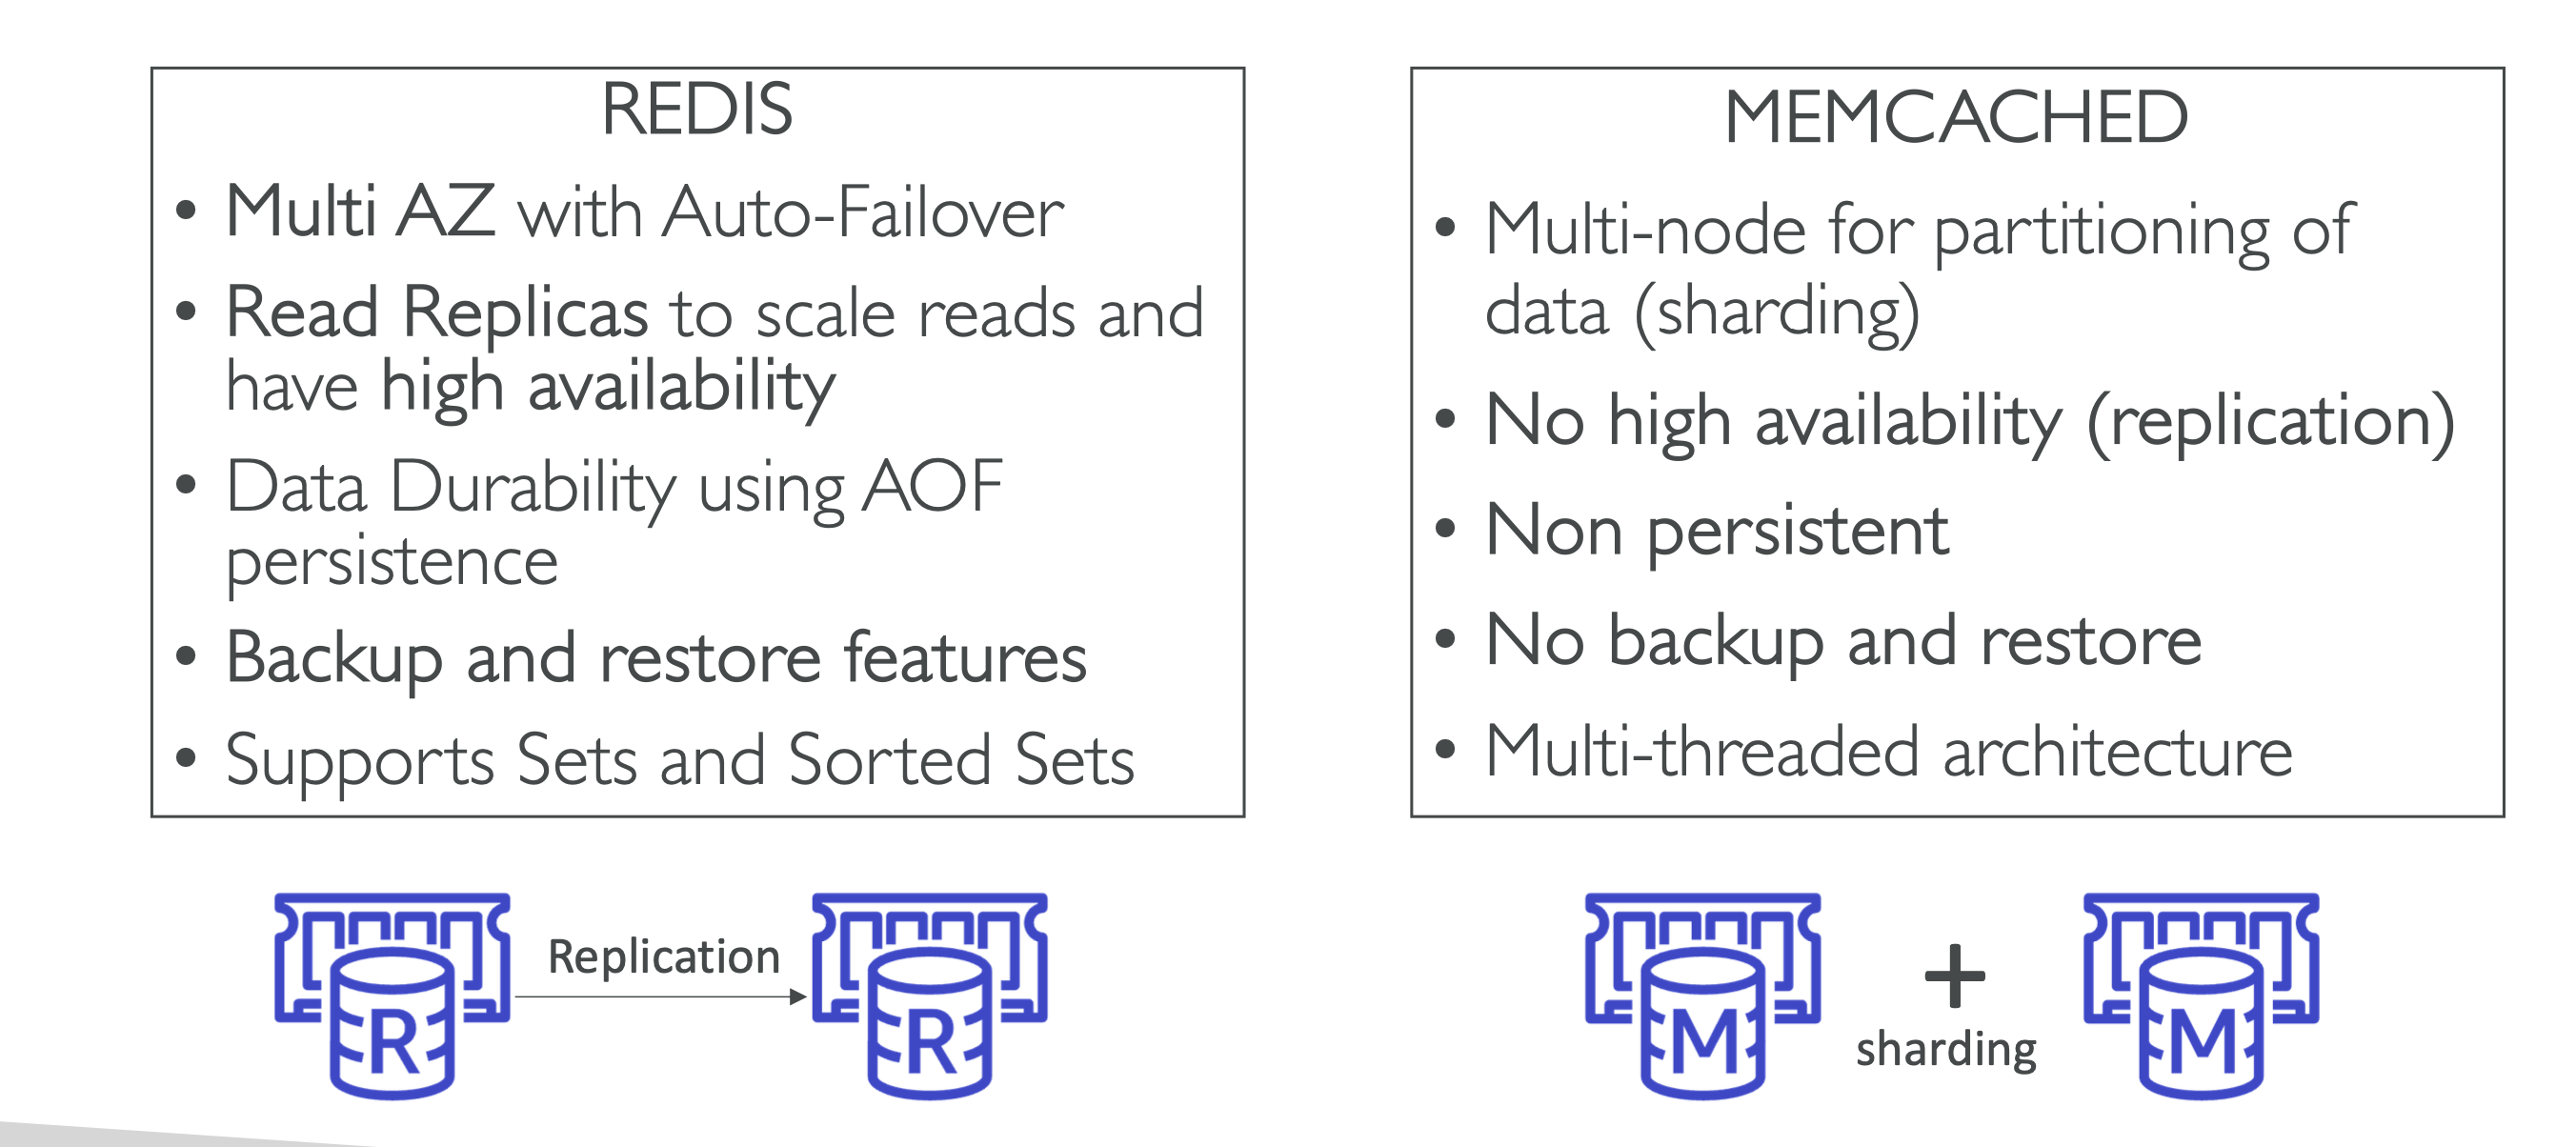 REDIS
• Multi AZ with Auto-Failover
• Read Replicas to scale reads and
have high availability
• Data Durability using AOF
persistence
• Backup and restore features
• Supports Sets and Sorted Sets
MEMCACHED
• Multi-node for partitioning of
data (sharding)
• No high availability (replication)
• Non persistent
• No backup and restore
• Multi-threaded architecture
Replication
R
R
+
sharding
M
M